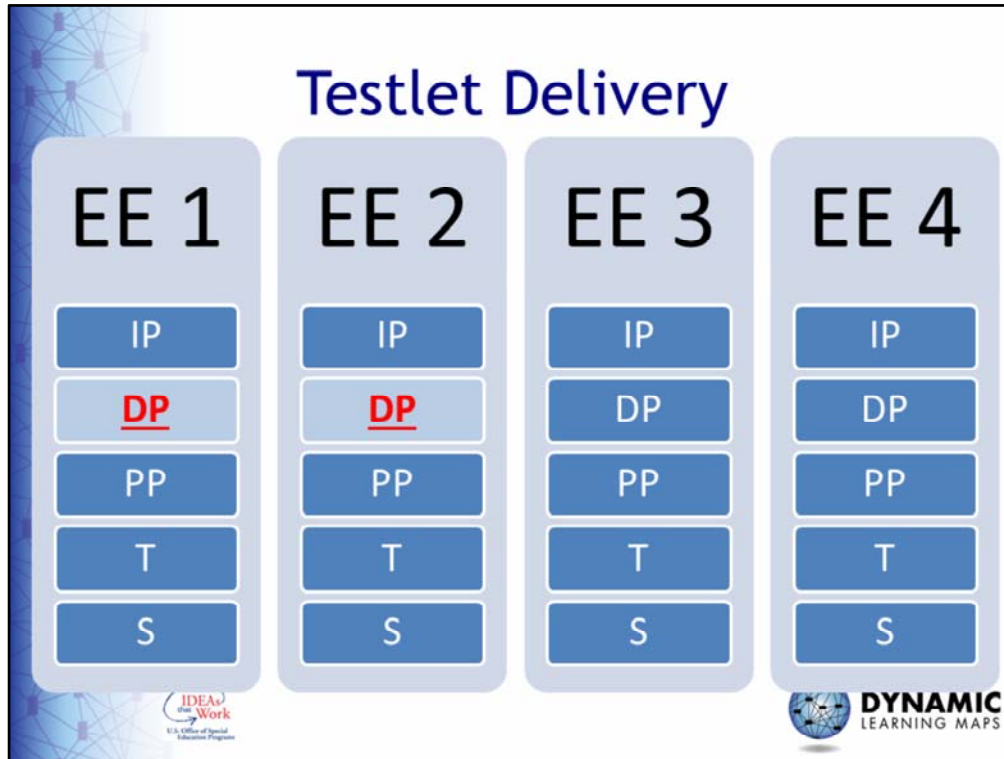 Testlet Delivery
EE 1
IP
DP
PP
T
S
EE 2
IP
DP
PP
T
S
EE 3
IP
DP
PP
T
S
EE 4
IP
DP
PP
T
S
IDEAs
that Work
U.S. Office of Special
Education Programs
DYNAMIC
LEARNING MAPS